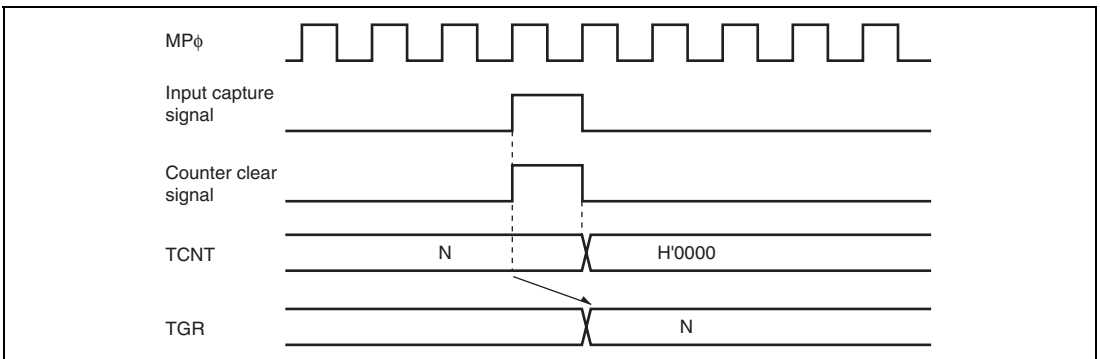 MPφ
Input capture
signal
Counter clear
signal
TCNT N H'0000
TGR N